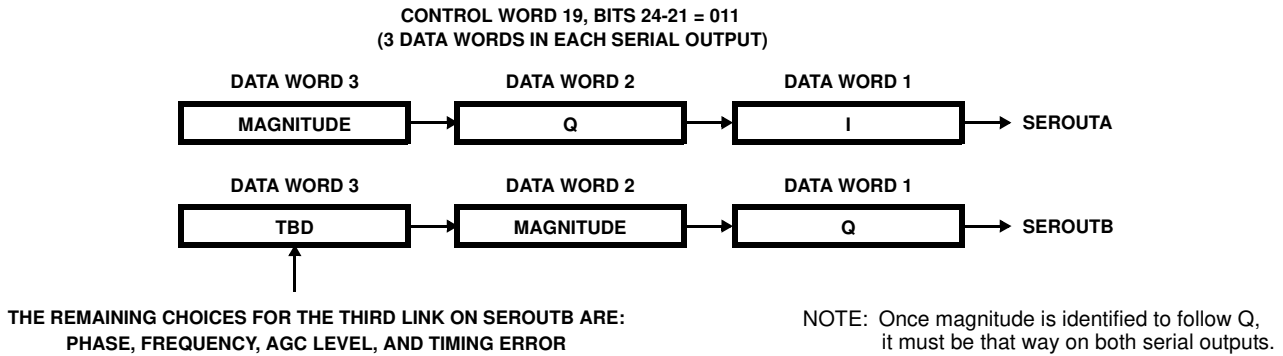 CONTROL WORD 19, BITS 24-21 = 011
(3 DATA WORDS IN EACH SERIAL OUTPUT)
DATA WORD 3 DATA WORD 2 DATA WORD 1
MAGNITUDE Q I SEROUTA
DATA WORD 3 DATA WORD 2 DATA WORD 1
TBD MAGNITUDE Q SEROUTB
THE REMAINING CHOICES FOR THE THIRD LINK ON SEROUTB ARE:
PHASE, FREQUENCY, AGC LEVEL, AND TIMING ERROR
NOTE: Once magnitude is identified to follow Q,
it must be that way on both serial outputs.